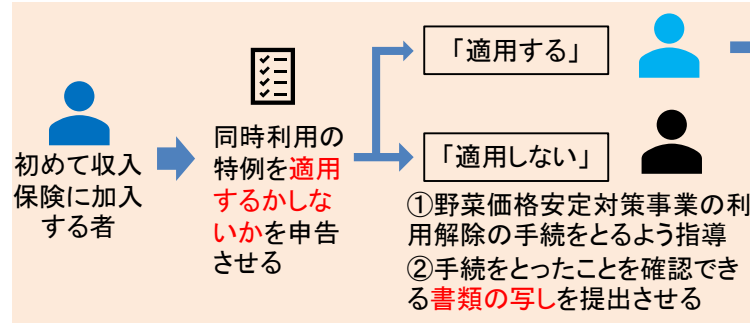 初めて収入
保険に加入
する者
同時利用の
特例を適用
するかしな
いかを申告
させる
「適用する」
「適用しない」
①野菜価格安定対策事業の利
用解除の手続をとるよう指導
②手続をとったことを確認でき
る書類の写しを提出させる